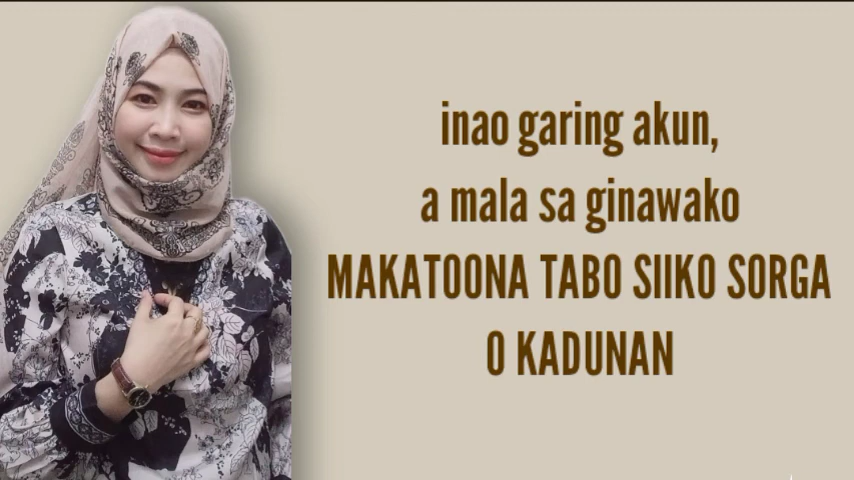 inao garing akun,
a mala sa ginawako
MAKATOONA TABO SIIKO SORGA
O KADUNAN